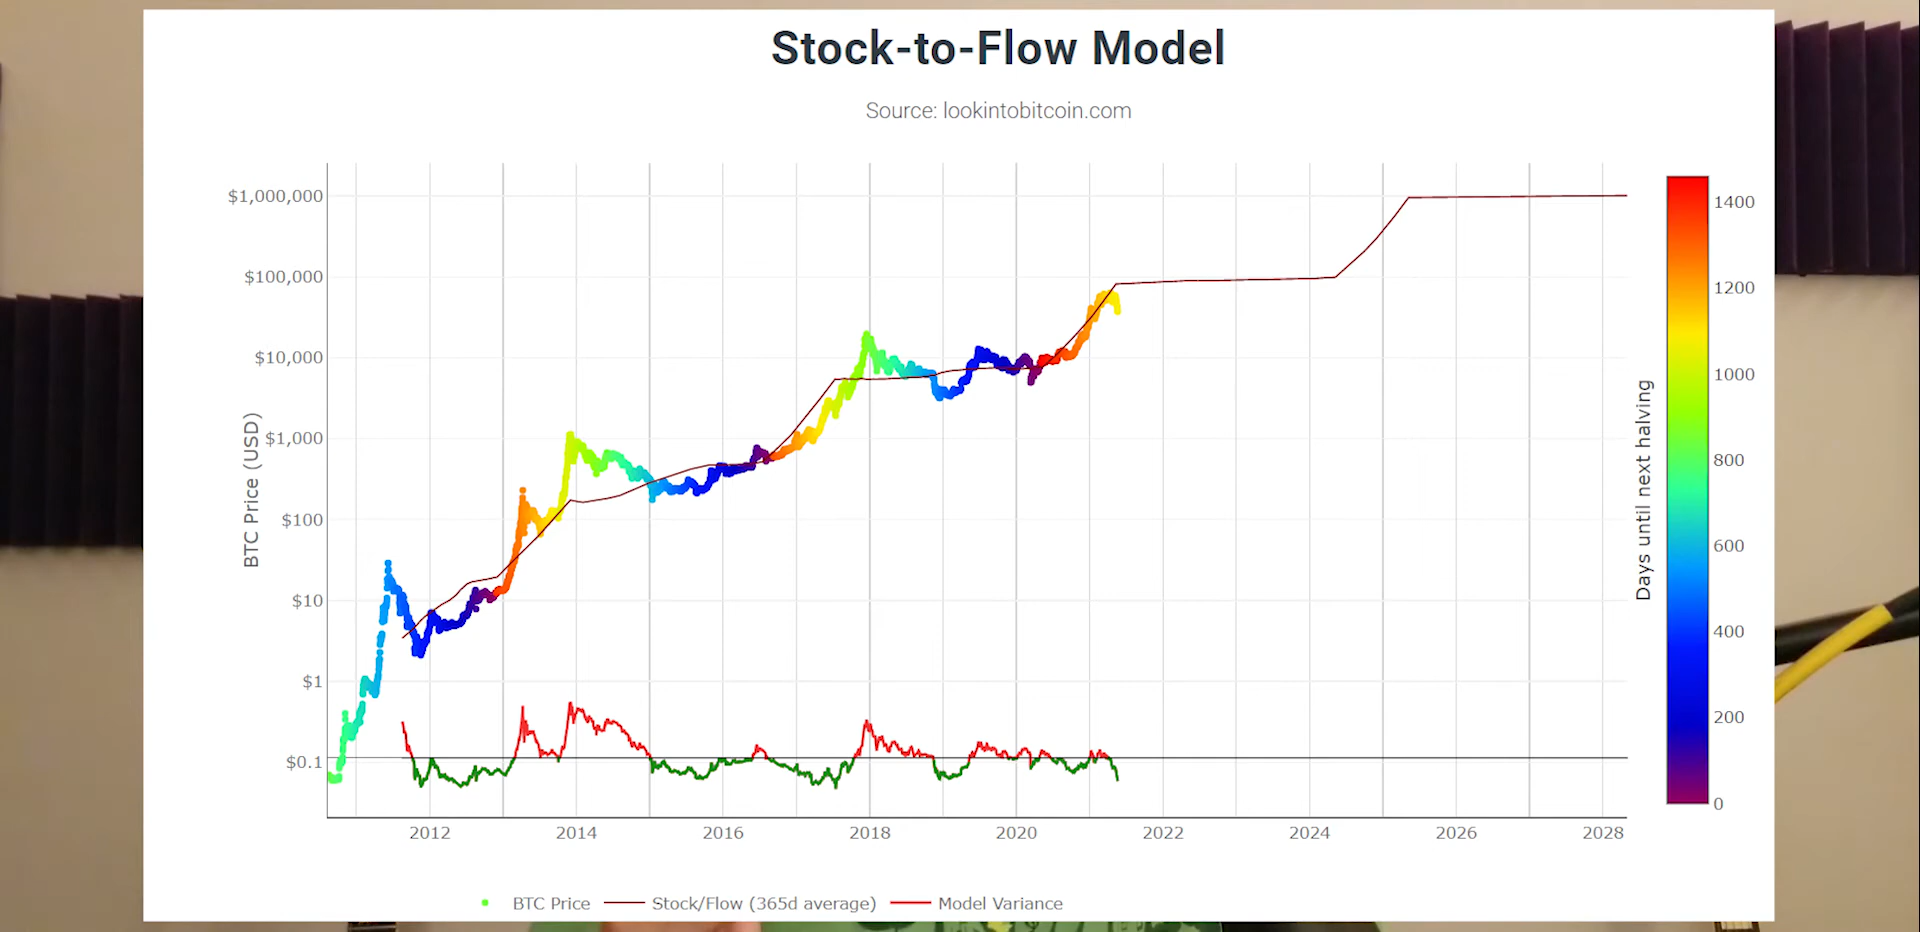 Stock-to-Flow Model
Source: lookintobitcoin.com
$1,000,000
$100,000
$10,000
$1,000
$100
$10
$1
$0.1
BTC Price (USD)
2012 2014 2016 2018 2020 2022 2024 2026 2028
1400
1200
1000
800
600
400
200
0
Days until next halving
BTC Price Stock/Flow (365d average) Model Variance